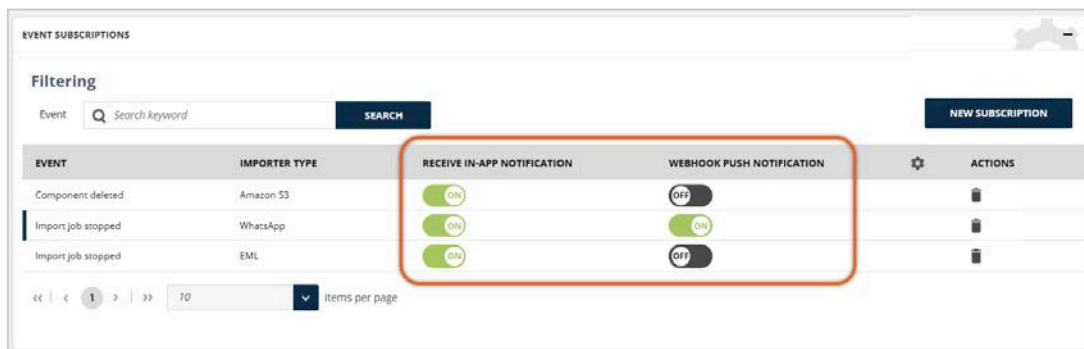 EVENT SUBSCRIPTIONS
Filtering
Event Search keyword SEARCH NEW SUBSCRIPTION
EVENT IMPORTER TYPE RECEIVE IN-APP NOTIFICATION WEBHOOK PUSH NOTIFICATION ACTIONS
Component deleted Amazon S3 ON OFF
Import job stopped WhatsApp ON ON
Import job stopped EML ON OFF
<< < 1 > >> 10 items per page